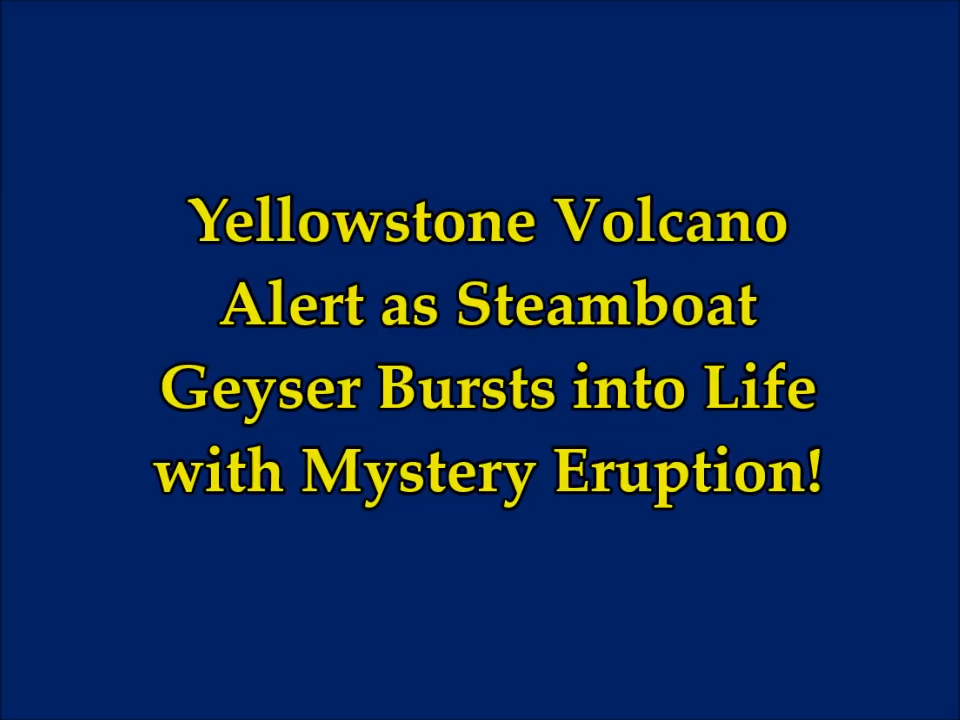 Yellowstone Volcano
Alert as Steamboat
Geyser Bursts into Life
with Mystery Eruption!